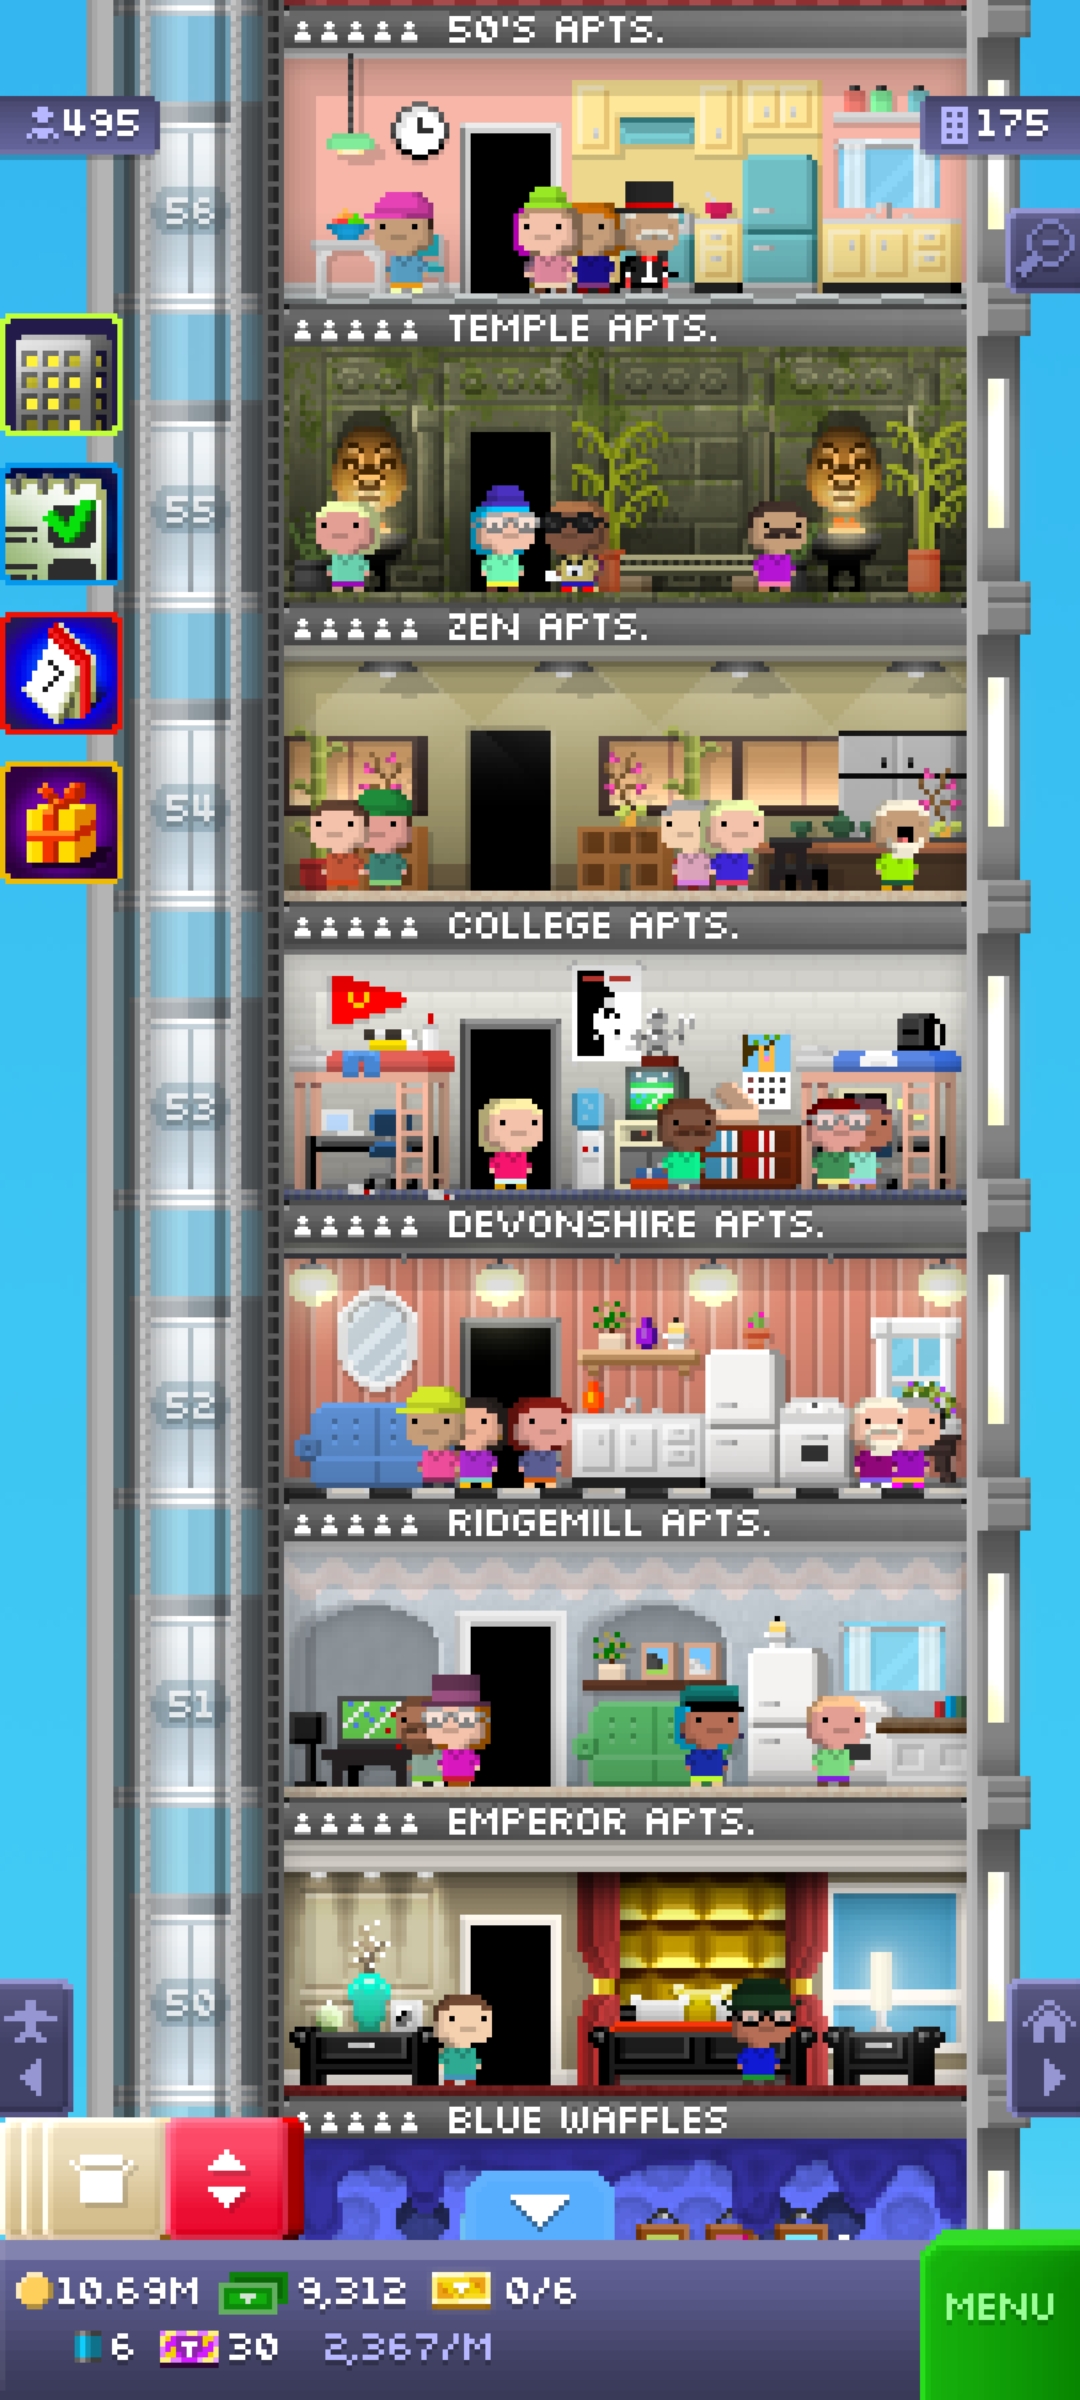 50'S APTS.
495
175
56
TEMPLE APTS.
55
ZEN APTS.
54
COLLEGE APTS.
53
DEVONSHIRE APTS.
52
RIDGEMILL APTS.
51
EMPEROR APTS.
50
BLUE WAFFLES
10.69M 9,312 0/6
6 30 2,367/M
MENU
7